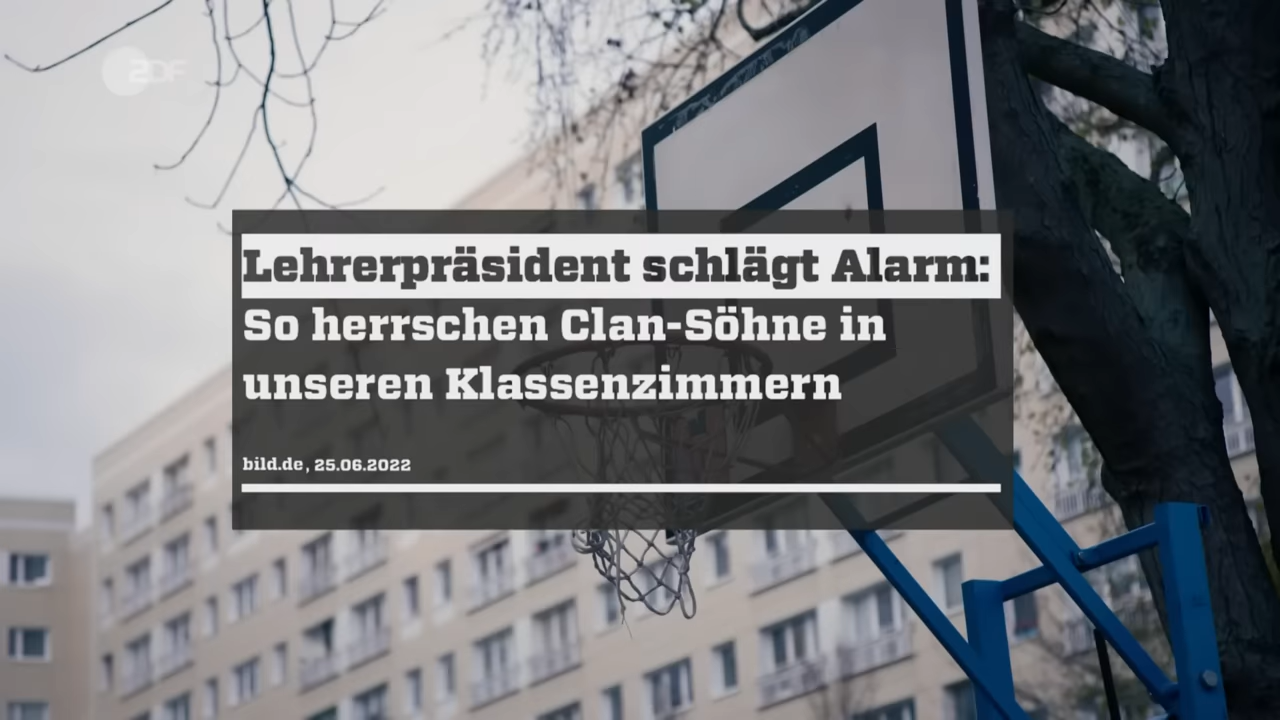 ZDF
Lehrerpräsident schlägt Alarm:
So herrschen Clan-Söhne in
unseren Klassenzimmern
bild.de, 25.06.2022